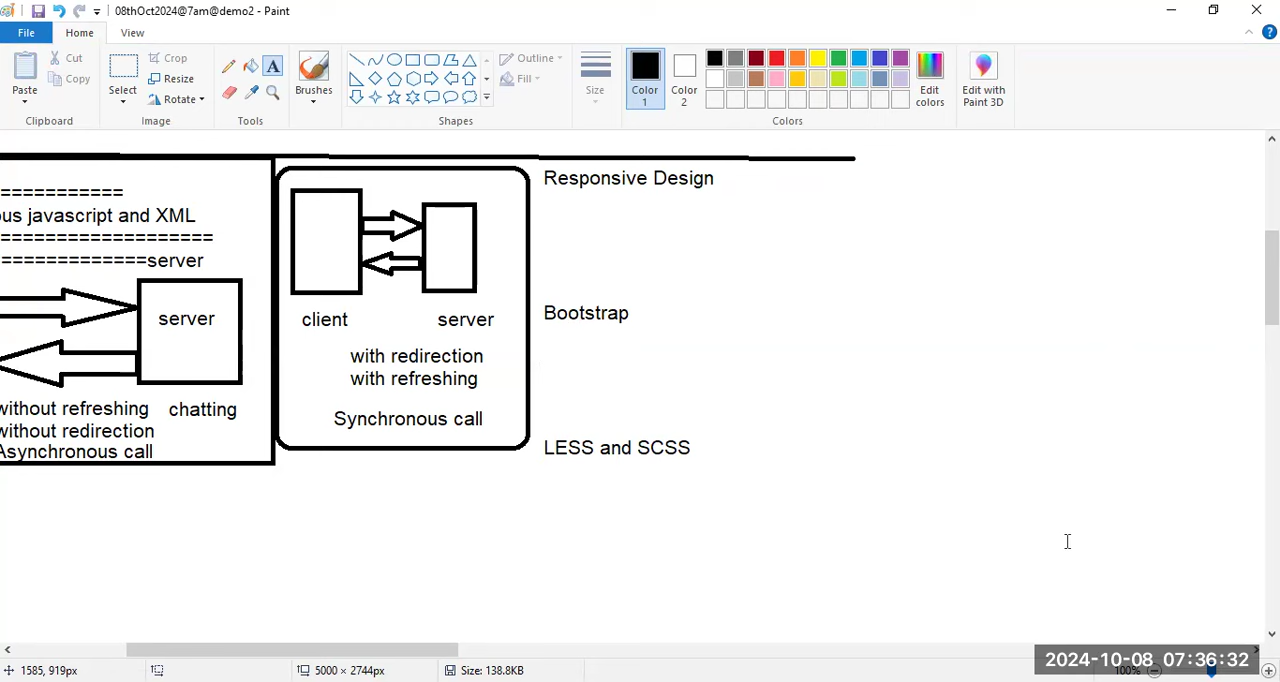 08thOct2024@7am@demo2 - Paint
File
Home
View
Paste
Cut
Copy
Clipboard
Select
Crop
Resize
Rotate
Image
A
Tools
Brushes
Outline
Fill
Shapes
Size
Color 1
Color 2
Edit colors
Colors
Edit with Paint 3D
===========
ous javascript and XML
===================
=============server
server
without refreshing chatting
without redirection
Asynchronous call
client server
with redirection
with refreshing
Synchronous call
Responsive Design
Bootstrap
LESS and SCSS
1585, 919px
5000 × 2744px
Size: 138.8KB
100%
2024-10-08 07:36:32